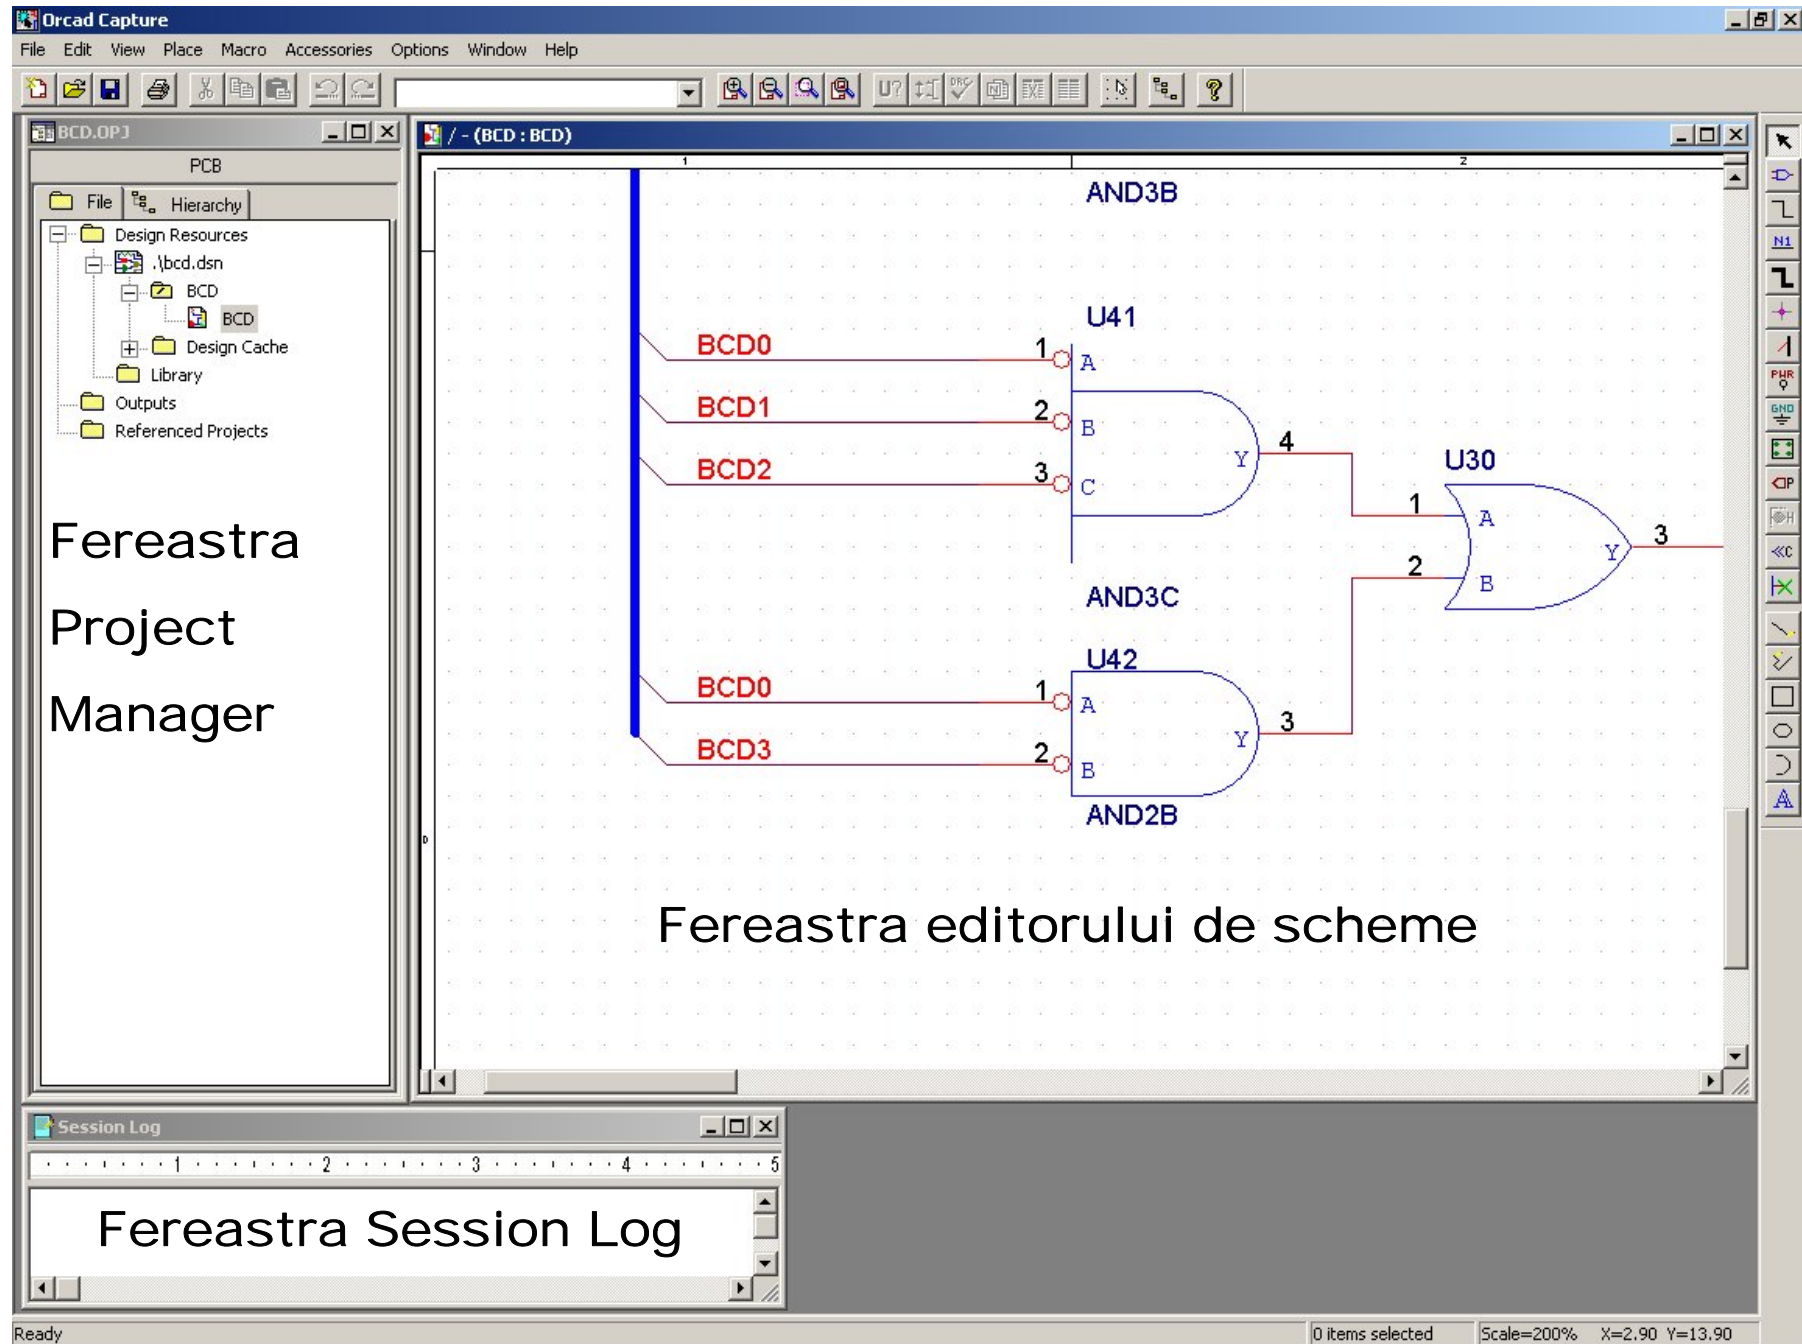 Orcad Capture
File Edit View Place Macro Accessories Options Window Help
U? DRC
BCD.OPJ
/ - (BCD : BCD)
PCB
File Hierarchy
Design Resources
.\bcd.dsn
BCD
BCD
Design Cache
Library
Outputs
Referenced Projects
Fereastra
Project
Manager
1 2
AND3B
U41
BCD0 1 A
BCD1 2 B
BCD2 3 C
Y 4
U30
1 A
2 B
Y 3
AND3C
U42
BCD0 1 A
BCD3 2 B
Y 3
AND2B
D
Fereastra editorului de scheme
N1
PWR
GND
P
H
C
A
Session Log
1 2 3 4 5
Fereastra Session Log
Ready 0 items selected Scale=200% X=2.90 Y=13.90